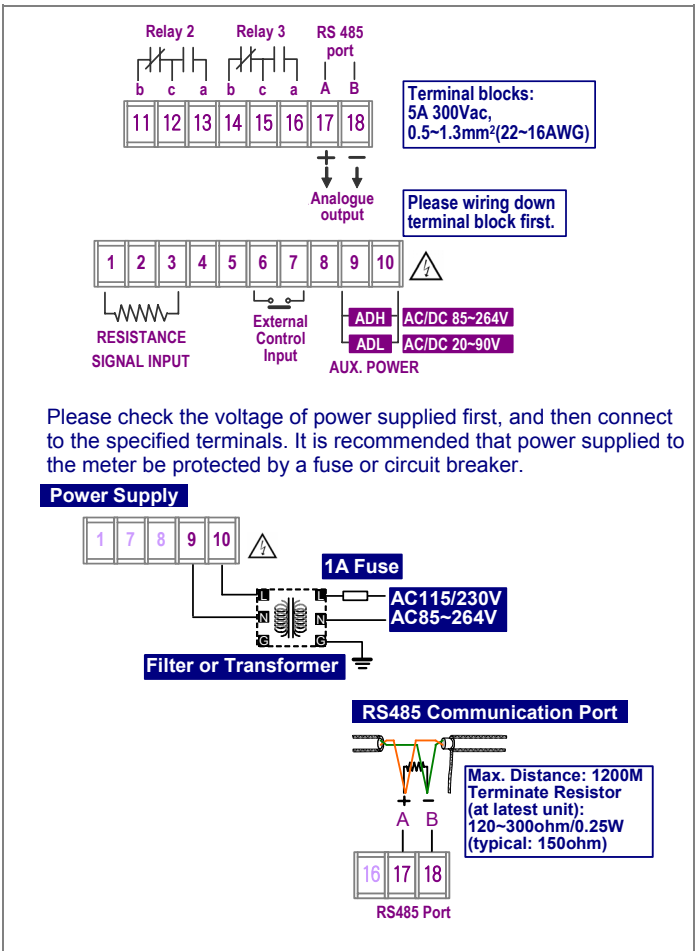 Relay 2 Relay 3 RS 485
port
b c a b c a A B
11 12 13 14 15 16 17 18
Terminal blocks:
5A 300Vac,
0.5~1.3mm²(22~16AWG)
+ −
Analogue
output
Please wiring down
terminal block first.
1 2 3 4 5 6 7 8 9 10
RESISTANCE
SIGNAL INPUT
External
Control
Input
ADH AC/DC 85~264V
ADL AC/DC 20~90V
AUX. POWER
Please check the voltage of power supplied first, and then connect
to the specified terminals. It is recommended that power supplied to
the meter be protected by a fuse or circuit breaker.
Power Supply
1 7 8 9 10
1A Fuse
L L AC115/230V
N N AC85~264V
G G
Filter or Transformer
RS485 Communication Port
Max. Distance: 1200M
Terminate Resistor
(at latest unit):
120~300ohm/0.25W
(typical: 150ohm)
+ −
A B
16 17 18
RS485 Port